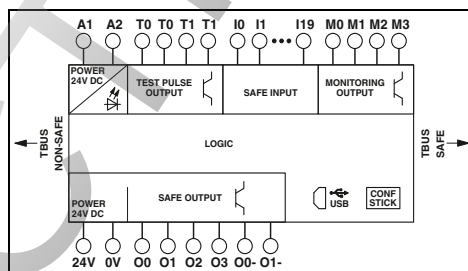 A1 A2 T0 T0 T1 T1 I0 I1 ••• I19 M0 M1 M2 M3
POWER
24V DC
TEST PULSE
OUTPUT
SAFE INPUT
MONITORING
OUTPUT
TBUS
NON-SAFE
LOGIC
TBUS
SAFE
POWER
24V DC
SAFE OUTPUT
USB
CONF
STICK
24V 0V O0 O1 O2 O3 O0- O1-